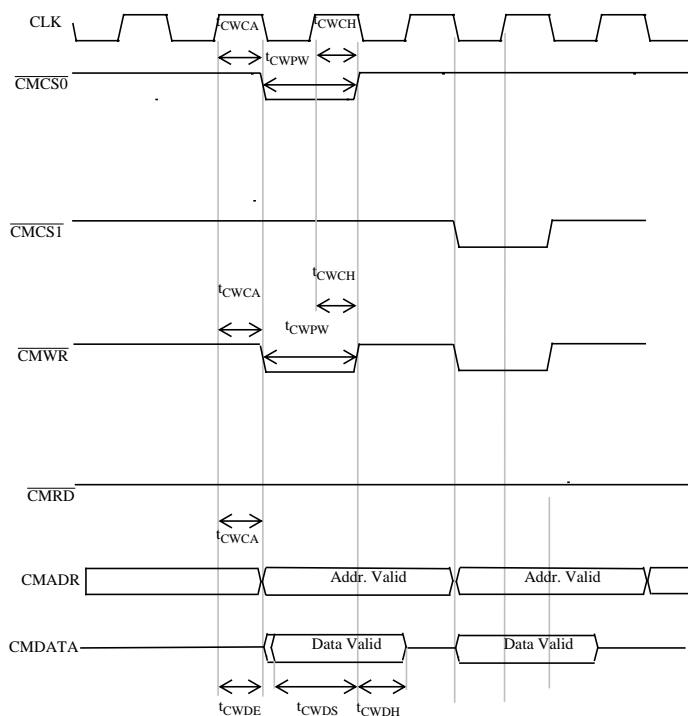 CLK
tCWCA
tCWCH
tCWPW
CMCS0
CMCS1
tCWCH
tCWCA
tCWPW
CMWR
CMRD
tCWCA
CMADR
Addr. Valid
Addr. Valid
CMDATA
Data Valid
Data Valid
tCWDE
tCWDS
tCWDH